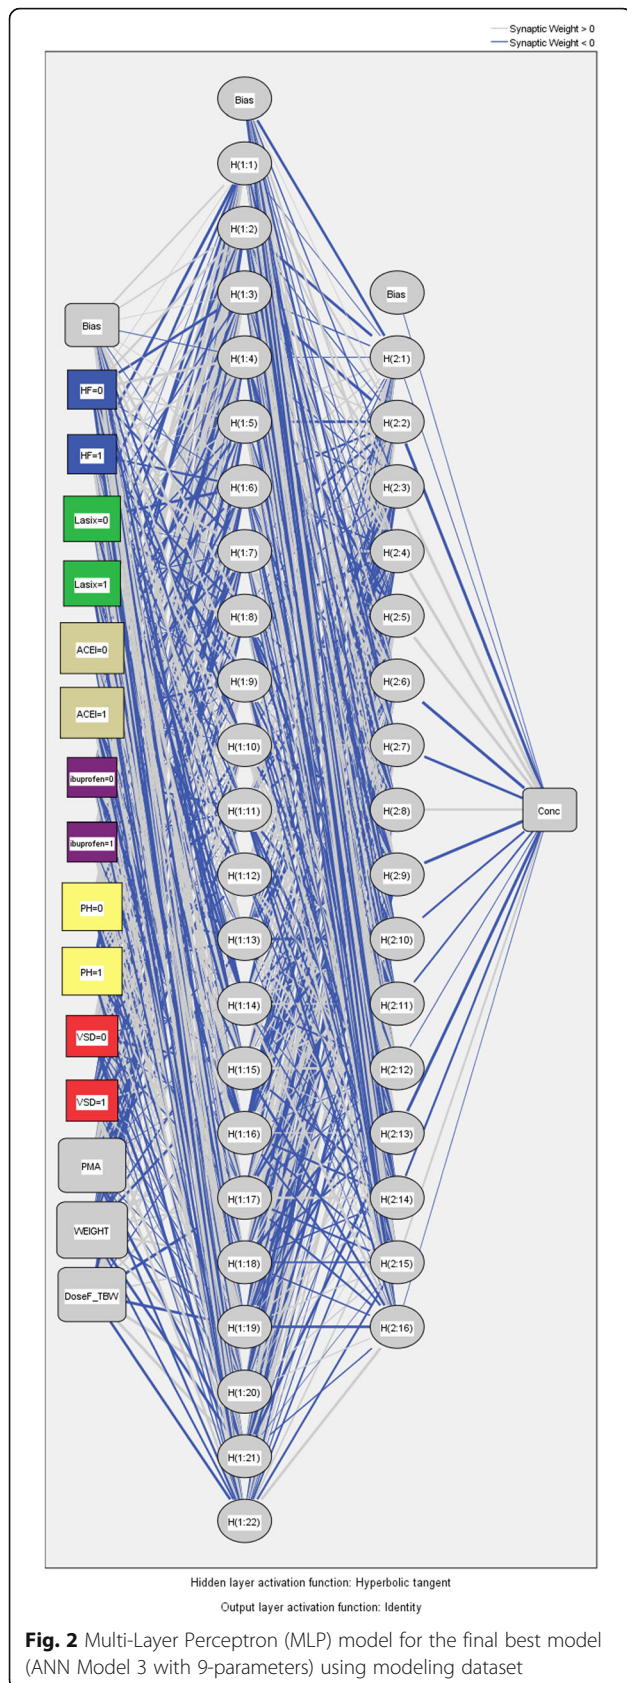 Synaptic Weight > 0
Synaptic Weight < 0
Bias
H(1:1)
H(1:2)
H(1:3)
H(1:4)
H(1:5)
H(1:6)
H(1:7)
H(1:8)
H(1:9)
H(1:10)
H(1:11)
H(1:12)
H(1:13)
H(1:14)
H(1:15)
H(1:16)
H(1:17)
H(1:18)
H(1:19)
H(1:20)
H(1:21)
H(1:22)
Bias
HF=0
HF=1
Lasix=0
Lasix=1
ACEI=0
ACEI=1
ibuprofen=0
ibuprofen=1
PH=0
PH=1
VSD=0
VSD=1
PMA
WEIGHT
DoseF_TBW
Bias
H(2:1)
H(2:2)
H(2:3)
H(2:4)
H(2:5)
H(2:6)
H(2:7)
H(2:8)
H(2:9)
H(2:10)
H(2:11)
H(2:12)
H(2:13)
H(2:14)
H(2:15)
H(2:16)
Conc
Hidden layer activation function: Hyperbolic tangent
Output layer activation function: Identity
Fig. 2 Multi-Layer Perceptron (MLP) model for the final best model
(ANN Model 3 with 9-parameters) using modeling dataset